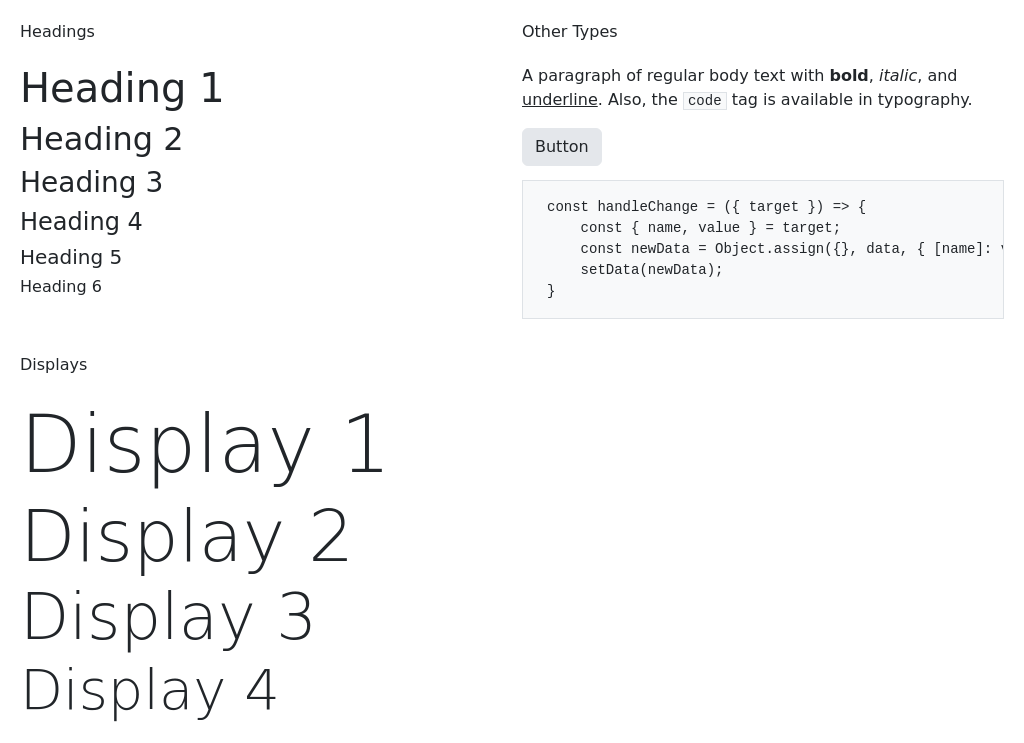 Headings
Heading 1
Heading 2
Heading 3
Heading 4
Heading 5
Heading 6
Other Types
A paragraph of regular body text with bold, italic, and
underline. Also, the code tag is available in typography.
Button
const handleChange = ({ target }) => {
    const { name, value } = target;
    const newData = Object.assign({}, data, { [name]:
    setData(newData);
}
Displays
Display 1
Display 2
Display 3
Display 4